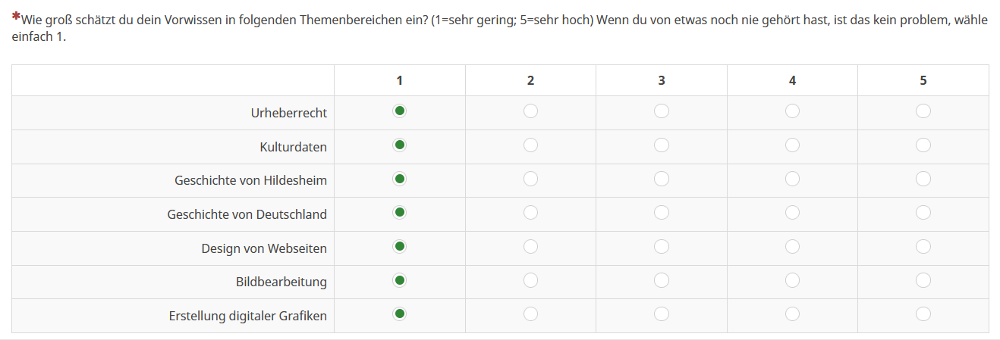 *Wie groß schätzt du dein Vorwissen in folgenden Themenbereichen ein? (1=sehr gering; 5=sehr hoch) Wenn du von etwas noch nie gehört hast, ist das kein problem, wähle
einfach 1.
1 2 3 4 5
Urheberrecht
Kulturdaten
Geschichte von Hildesheim
Geschichte von Deutschland
Design von Webseiten
Bildbearbeitung
Erstellung digitaler Grafiken